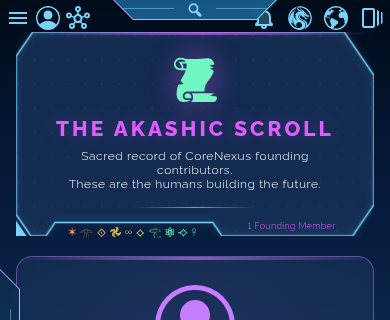 THE AKASHIC SCROLL
Sacred record of CoreNexus founding
contributors.
These are the humans building the future.
1 Founding Member